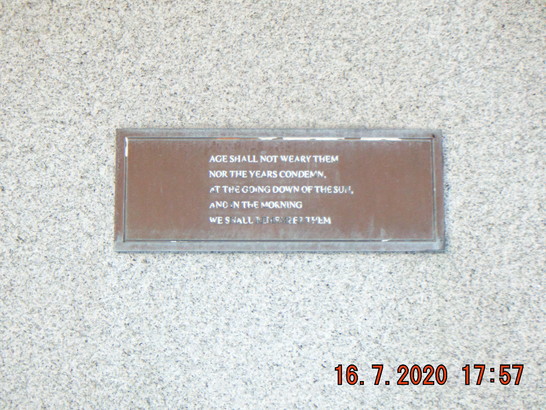 AGE SHALL NOT WEARY THEM
NOR THE YEARS CONDEMN,
AT THE GOING DOWN OF THE SUN,
AND IN THE MORNING
WE SHALL REMEMBER THEM
16.7.2020 17:57